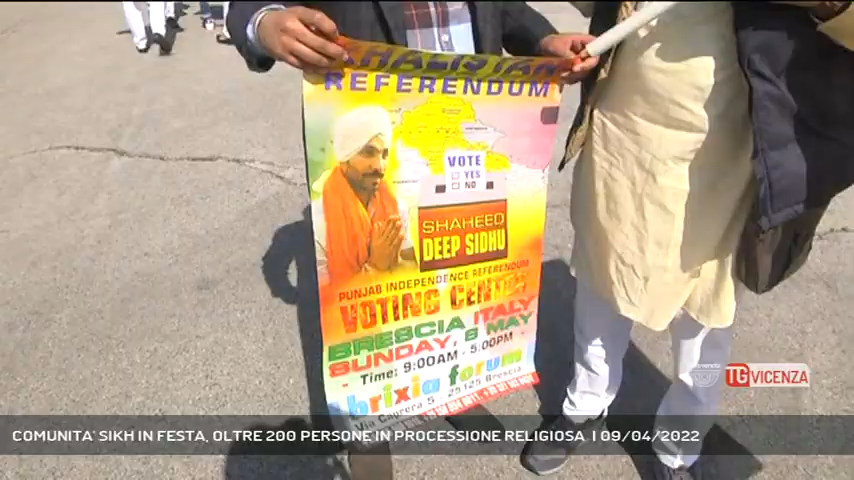 KHALISTAN
REFERENDUM
VOTE
YES
NO
SHAHEED
DEEP SIDHU
PUNJAB INDEPENDENCE REFERENDUM
VOTING CENTER
BRESCIA ITALY
SUNDAY, 8 MAY
Time: 9:00AM - 5:00PM
brixia forum
Via Caprera 5 - 25125 Brescia
TGVICENZA
COMUNITA' SIKH IN FESTA, OLTRE 200 PERSONE IN PROCESSIONE RELIGIOSA | 09/04/2022